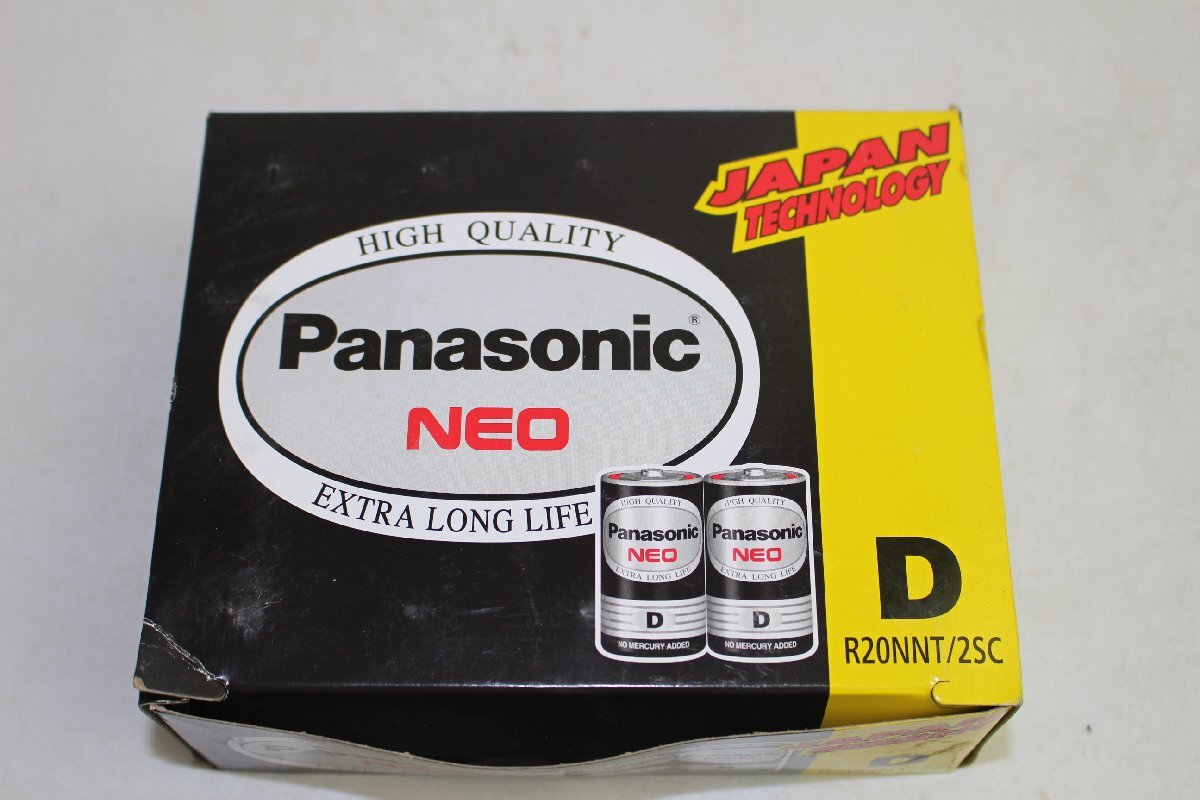 JAPAN
TECHNOLOGY
HIGH QUALITY
Panasonic®
NEO
EXTRA LONG LIFE
HIGH QUALITY
Panasonic
NEO
EXTRA LONG LIFE
D
NO MERCURY ADDED
HIGH QUALITY
Panasonic
NEO
EXTRA LONG LIFE
D
NO MERCURY ADDED
D
R20NNT/2SC
JAPAN
D